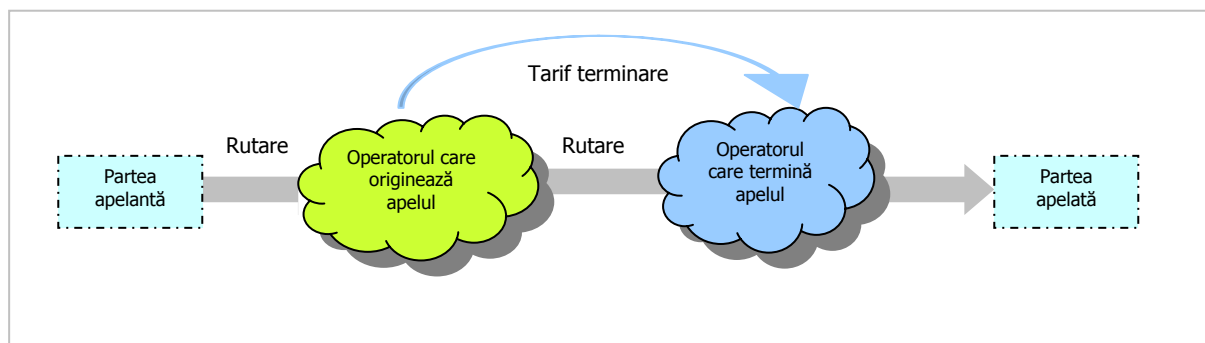 Tarif terminare
Rutare
Rutare
Partea
apelantă
Operatorul care
originează
apelul
Operatorul
care termină
apelul
Partea
apelată